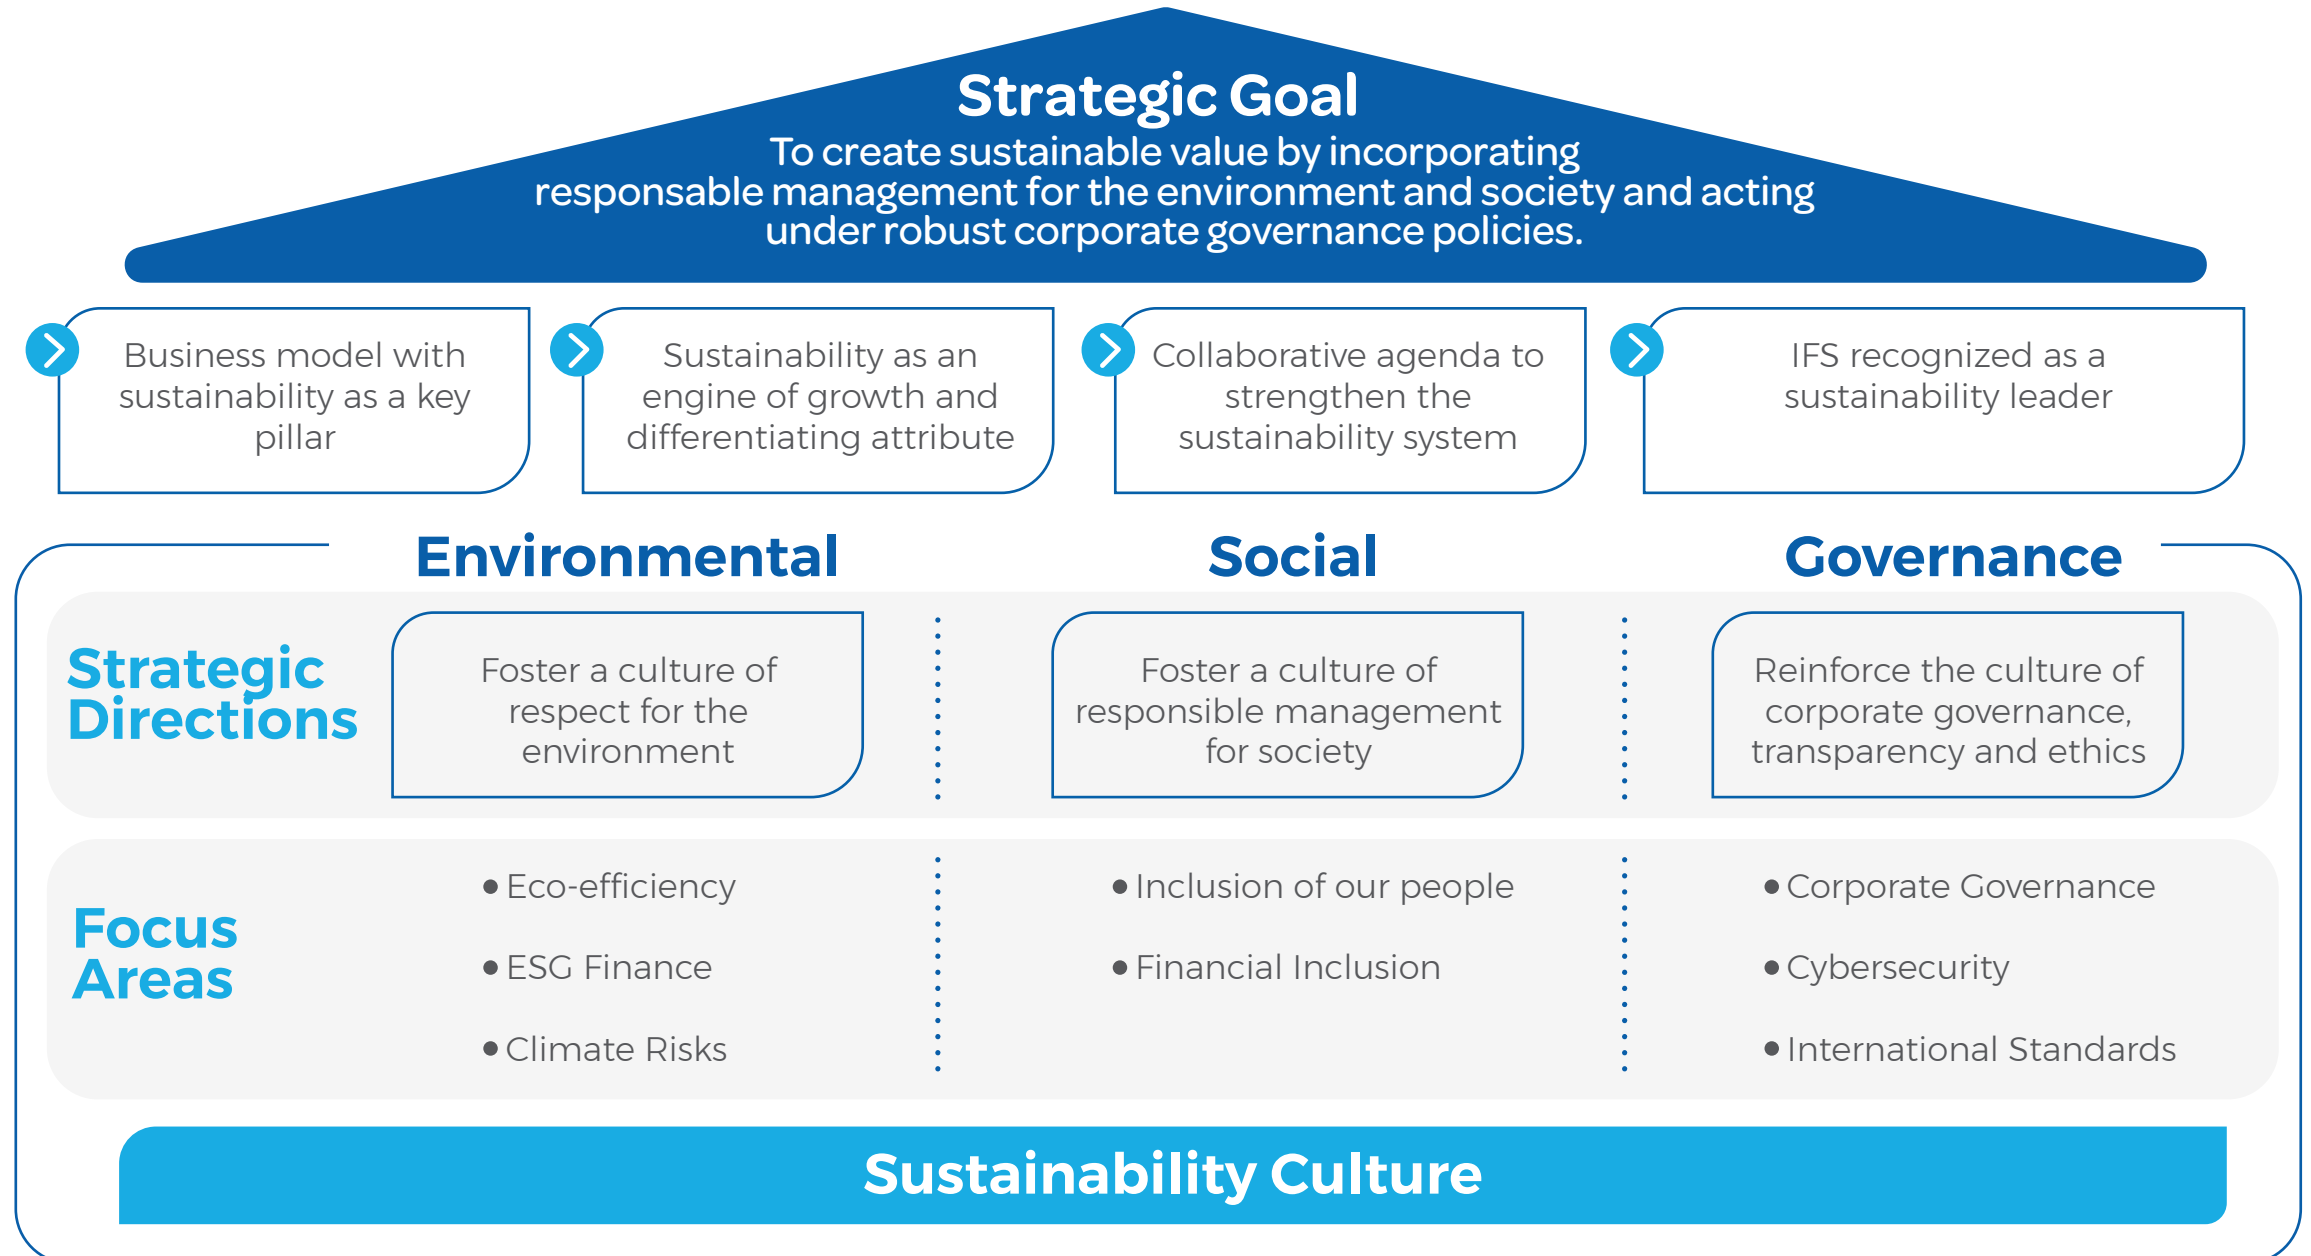 Strategic Goal
To create sustainable value by incorporating
responsable management for the environment and society and acting
under robust corporate governance policies.
Business model with
sustainability as a key
pillar
Sustainability as an
engine of growth and
differentiating attribute
Collaborative agenda to
strengthen the
sustainability system
IFS recognized as a
sustainability leader
Environmental
Social
Governance
Strategic
Directions
Foster a culture of
respect for the
environment
Foster a culture of
responsible management
for society
Reinforce the culture of
corporate governance,
transparency and ethics
Focus
Areas
• Eco-efficiency
• ESG Finance
• Climate Risks
• Inclusion of our people
• Financial Inclusion
• Corporate Governance
• Cybersecurity
• International Standards
Sustainability Culture